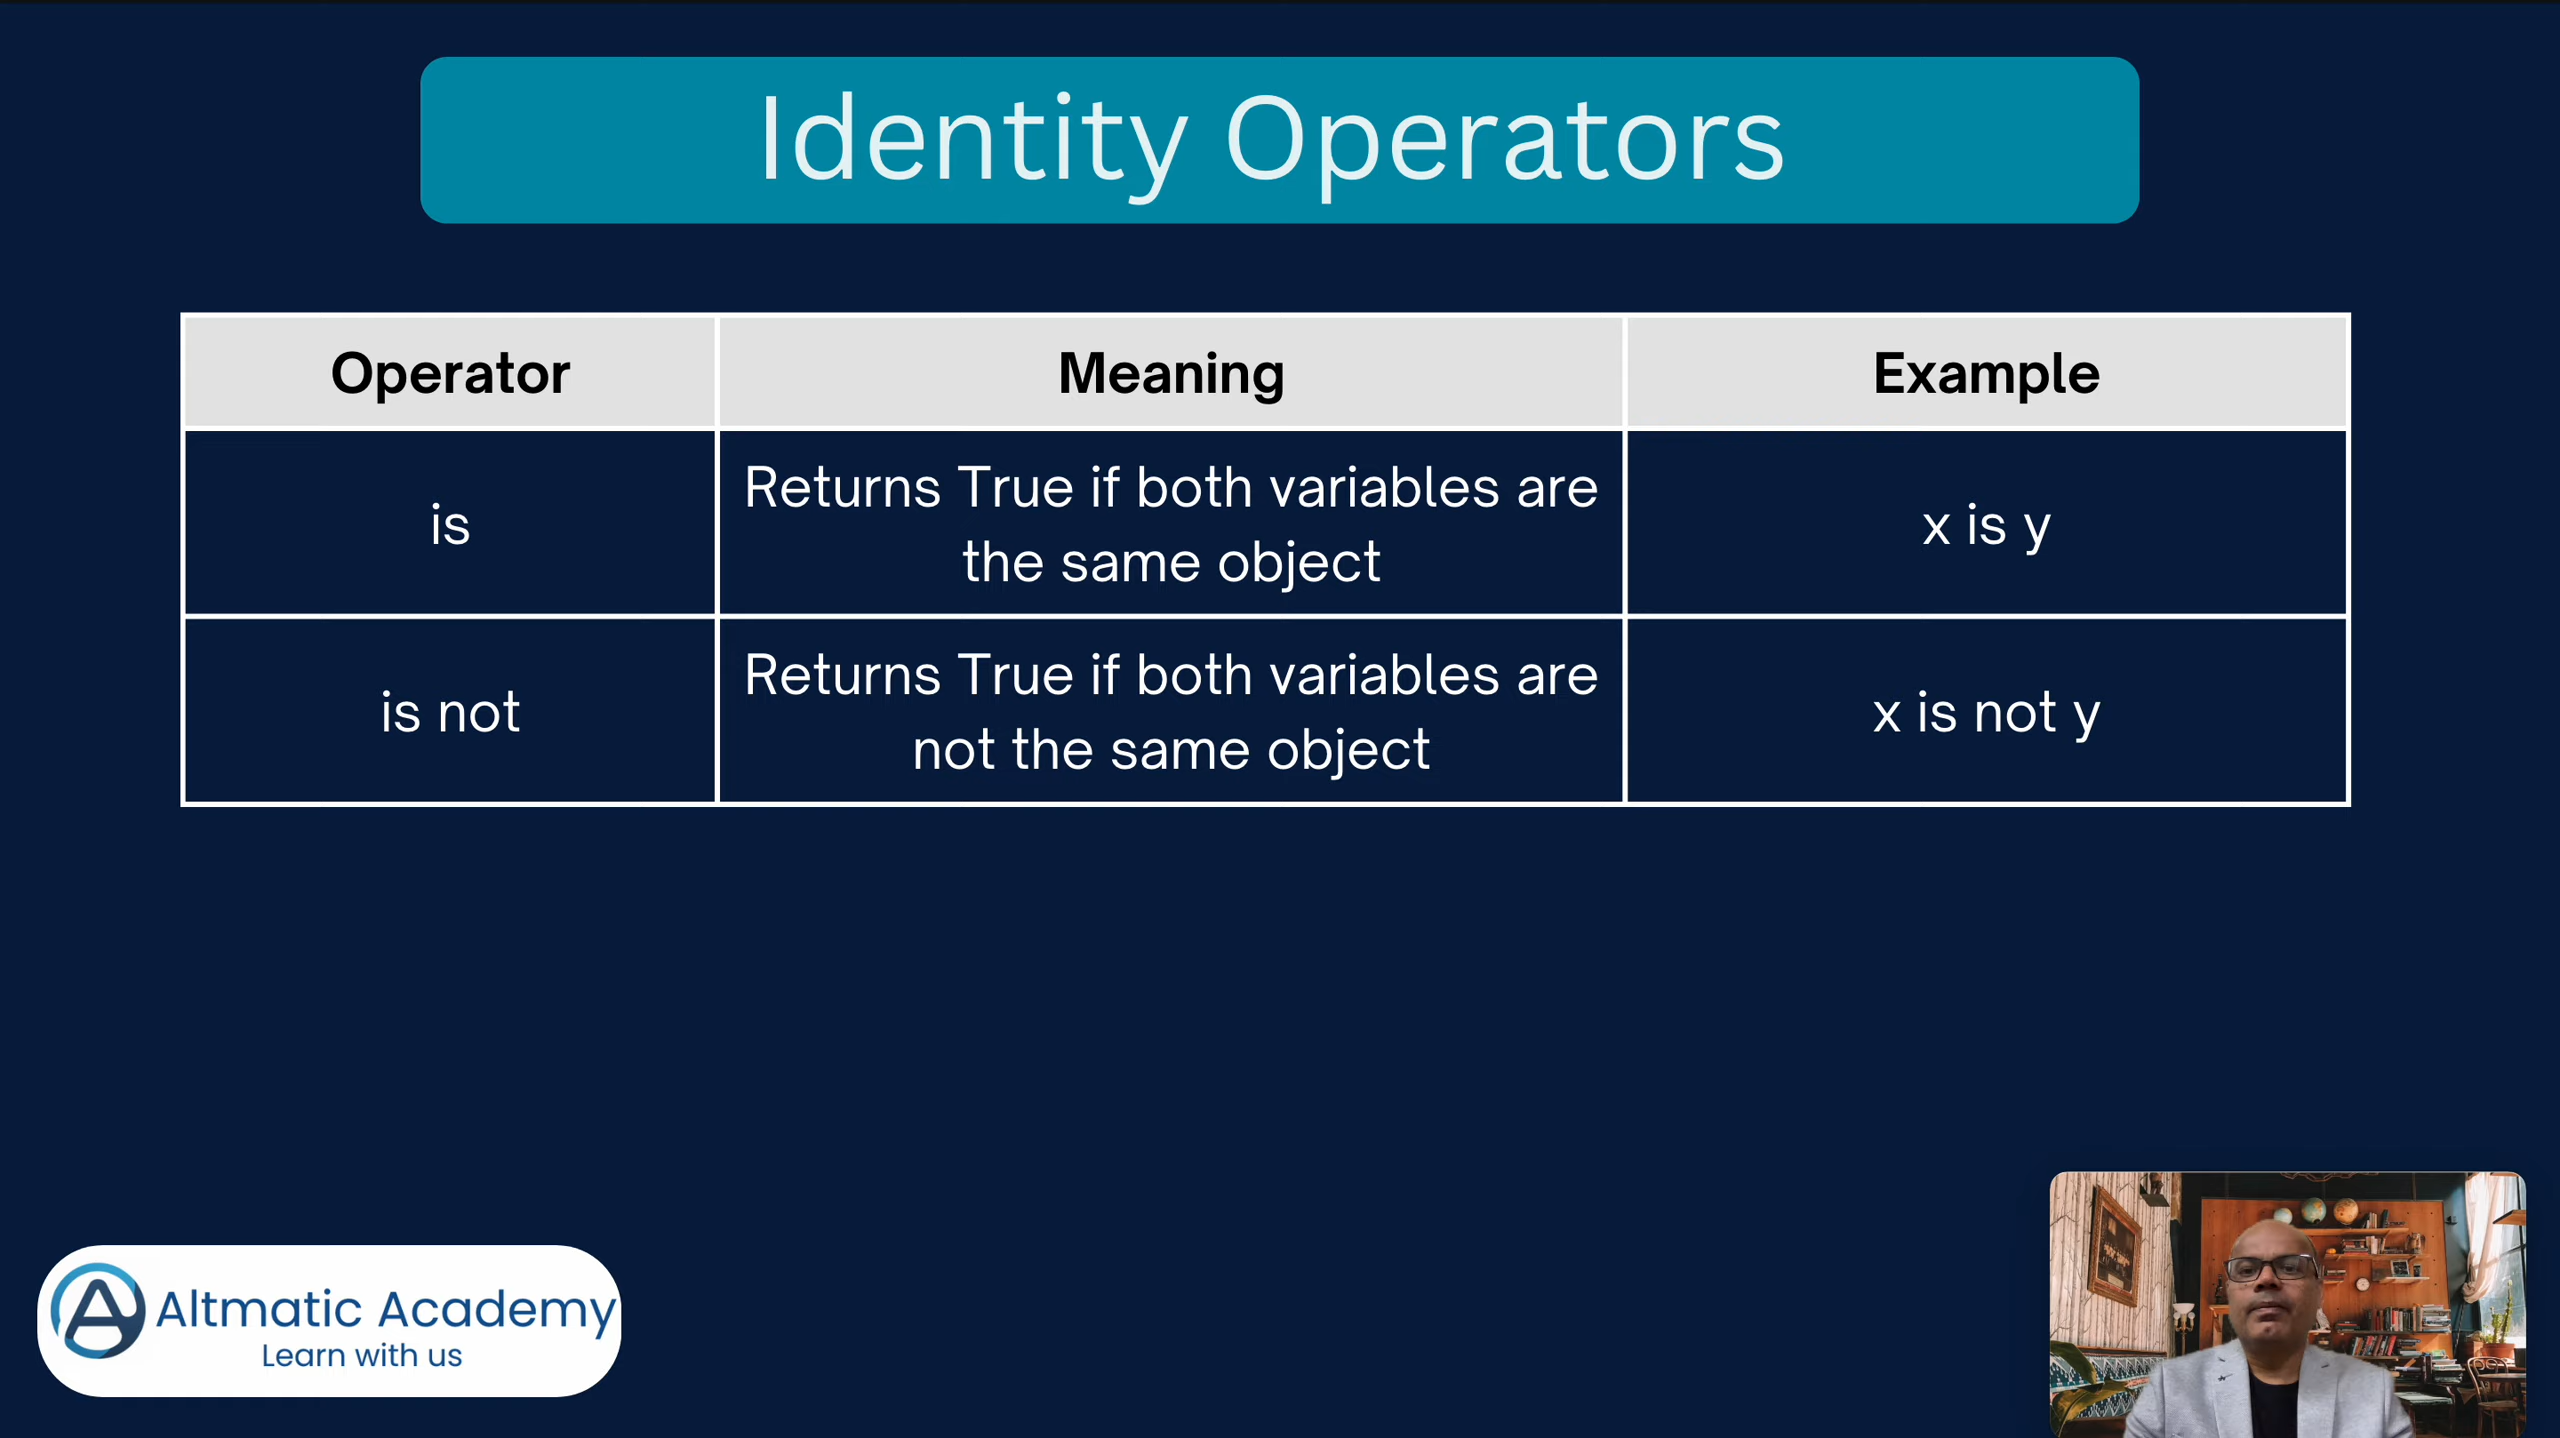 Identity Operators
Operator Meaning Example
is
Returns True if both variables are
the same object
x is y
is not
Returns True if both variables are
not the same object
x is not y
Altmatic Academy
Learn with us